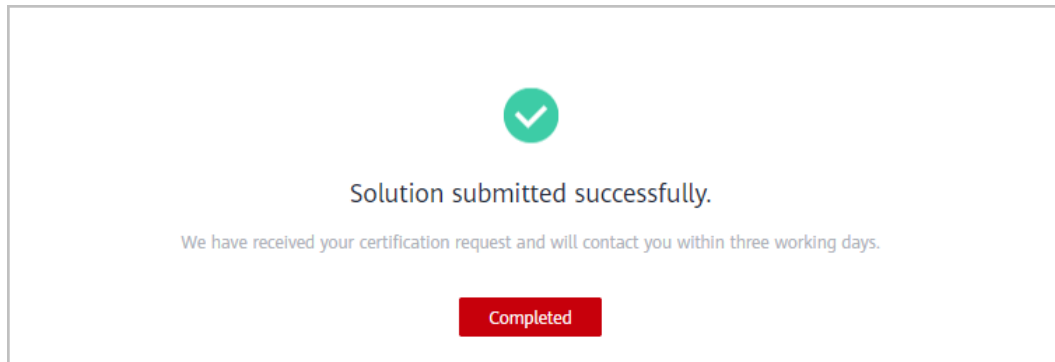 Solution submitted successfully.
We have received your certification request and will contact you within three working days.
Completed